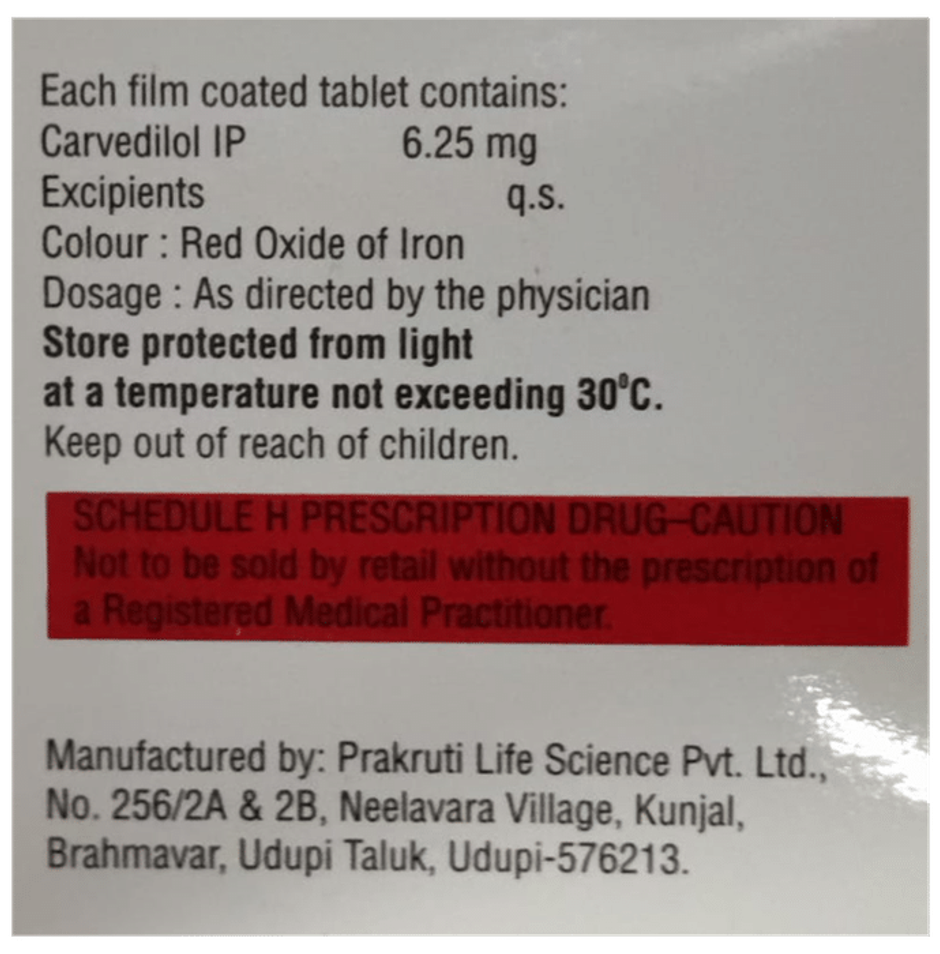 Each film coated tablet contains:
Carvedilol IP 6.25 mg
Excipients q.s.
Colour : Red Oxide of Iron
Dosage : As directed by the physician
Store protected from light
at a temperature not exceeding 30⁰C.
Keep out of reach of children.
SCHEDULE H PRESCRIPTION DRUG–CAUTION
Not to be sold by retail without the prescription of
a Registered Medical Practitioner.
Manufactured by: Prakruti Life Science Pvt. Ltd.,
No. 256/2A & 2B, Neelavara Village, Kunjal,
Brahmavar, Udupi Taluk, Udupi-576213.